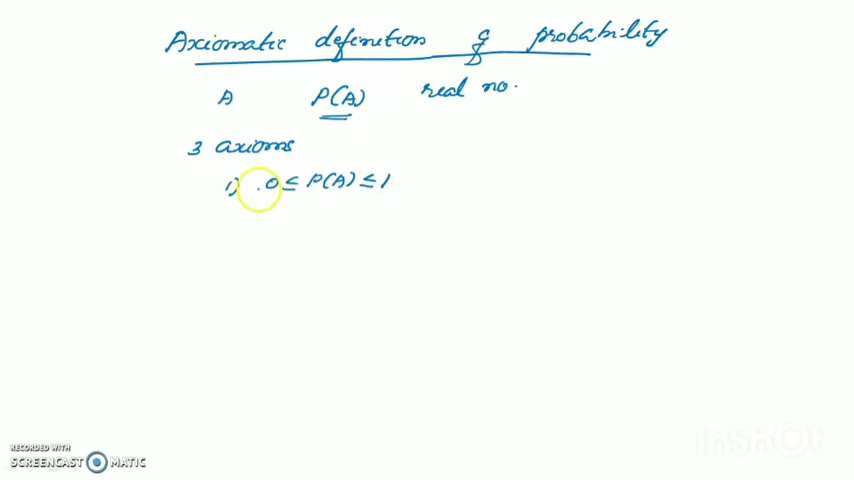 Axiomatic definition of probability
A P(A) real no.
3 axioms
1) .0 ≤ P(A) ≤ 1
RECORDED WITH
SCREENCAST MATIC